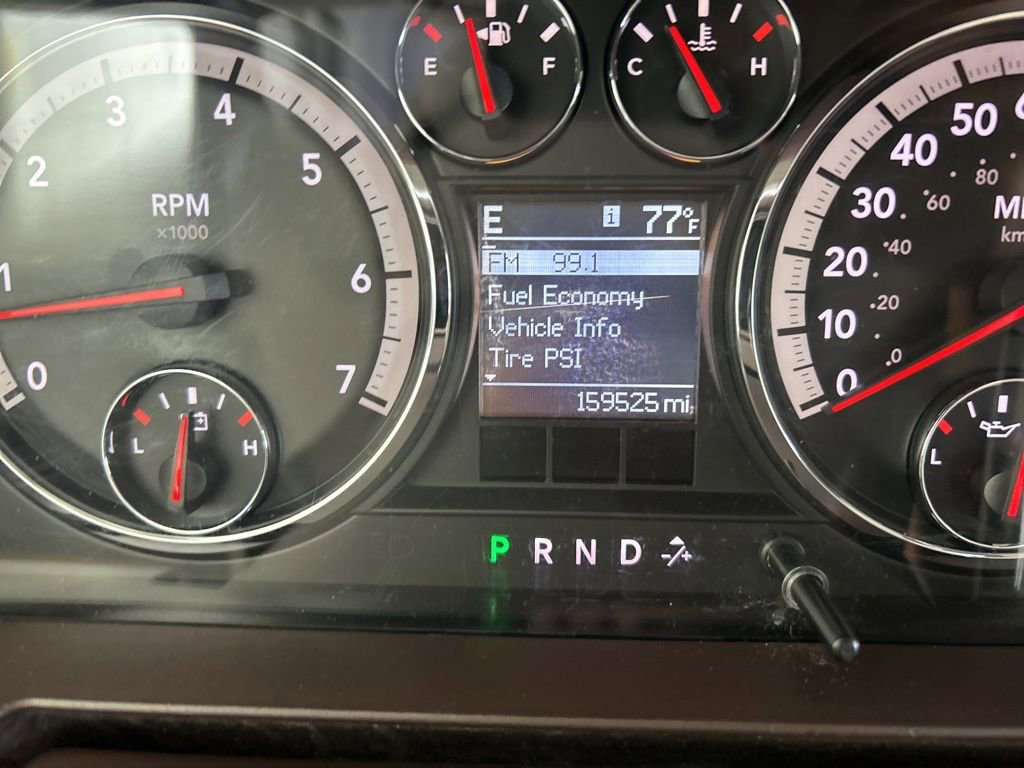 E F
C H
0 1 2 3 4 5 6 7
RPM
×1000
L H
E 77°F
FM 99.1
Fuel Economy
Vehicle Info
Tire PSI
159525 mi
P R N D -/+
0 10 20 30 40 50
0 20 40 60 80
km
L